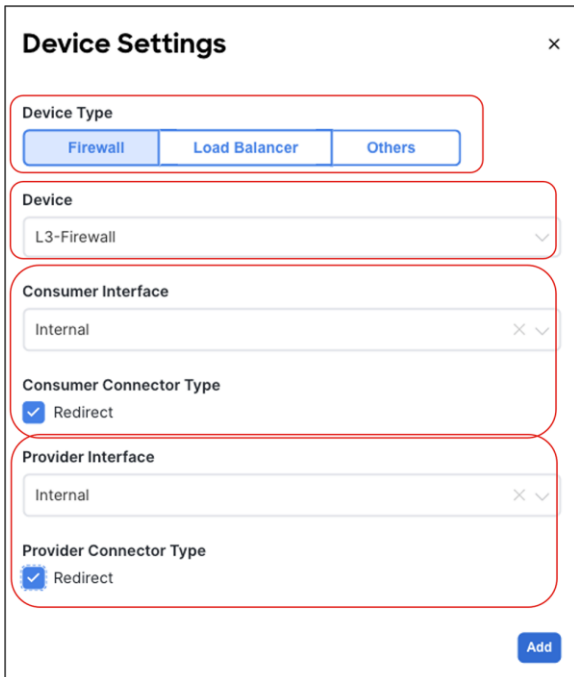 Device Settings
Device Type
Firewall Load Balancer Others
Device
L3-Firewall
Consumer Interface
Internal
Consumer Connector Type
Redirect
Provider Interface
Internal
Provider Connector Type
Redirect
Add